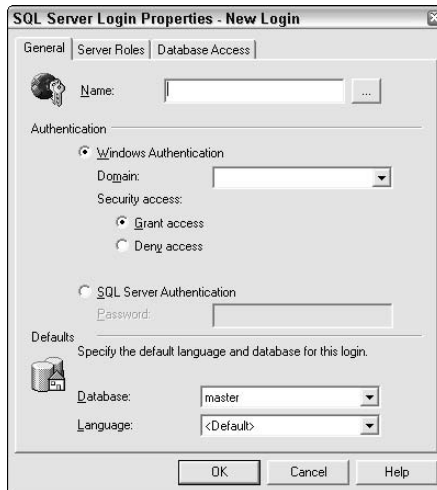 SQL Server Login Properties - New Login
General Server Roles Database Access
Name: ...
Authentication
Windows Authentication
Domain:
Security access:
Grant access
Deny access
SQL Server Authentication
Password:
Defaults
Specify the default language and database for this login.
Database: master
Language: <Default>
OK Cancel Help